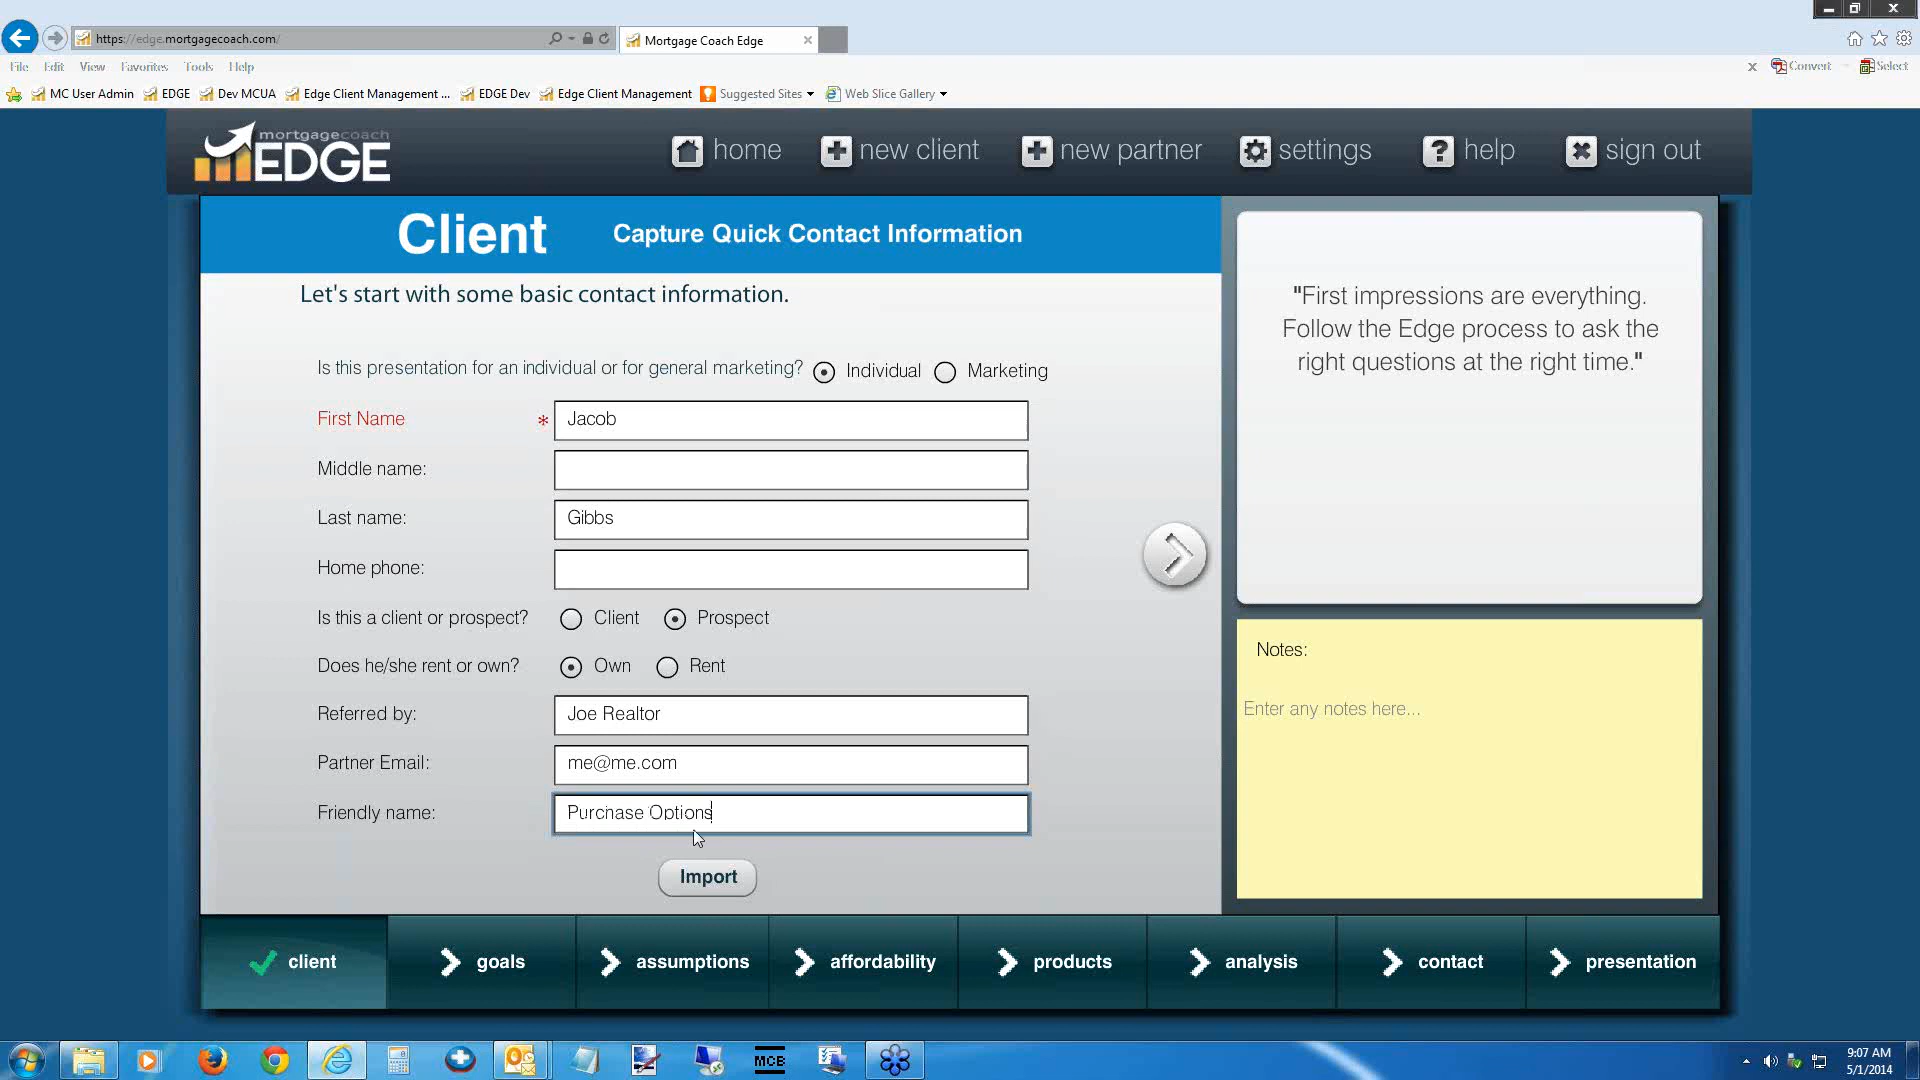 https://edge.mortgagecoach.com/
Mortgage Coach Edge
File Edit View Favorites Tools Help
Convert Select
MC User Admin EDGE Dev MCUA Edge Client Management ... EDGE Dev Edge Client Management Suggested Sites Web Slice Gallery
mortgagecoach
EDGE
home new client new partner settings help sign out
Client Capture Quick Contact Information
Let's start with some basic contact information.
Is this presentation for an individual or for general marketing? Individual Marketing
First Name * Jacob
Middle name:
Last name: Gibbs
Home phone:
Is this a client or prospect? Client Prospect
Does he/she rent or own? Own Rent
Referred by: Joe Realtor
Partner Email: me@me.com
Friendly name: Purchase Options
Import
"First impressions are everything.
Follow the Edge process to ask the
right questions at the right time."
Notes:
Enter any notes here...
client goals assumptions affordability products analysis contact presentation
MCB
9:07 AM
5/1/2014